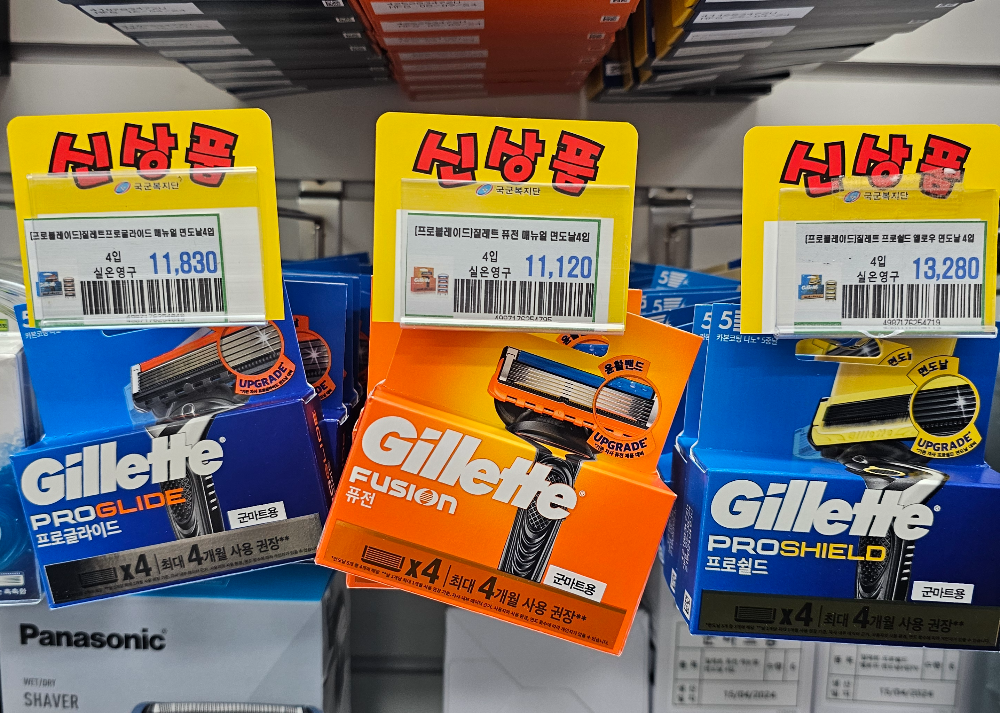 신상품
국군복지단
[프로블레이드]질레트프로글라이드 매뉴얼 면도날4입
4입
실온영구 11,830
UPGRADE
Gillette
PROGLIDE
프로글라이드
군마트용
x4 최대 4개월 사용 권장**
신상품
국군복지단
[프로블레이드]질레트 퓨전 매뉴얼 면도날4입
4입
실온영구 11,120
4987176254795
윤활밴드
UPGRADE*
Gillette®
FUSION
퓨전
군마트용
x4 최대 4개월 사용 권장**
신상품
국군복지단
[프로블레이드]질레트 프로쉴드 옐로우 면도날 4입
4입
실온영구 13,280
4987176254719
면도날
UPGRADE*
Gillette®
PROSHIELD
프로쉴드
군마트용
x4 최대 4개월 사용 권장**
Panasonic
WET/DRY
SHAVER
15/04/2024
15/04/2024